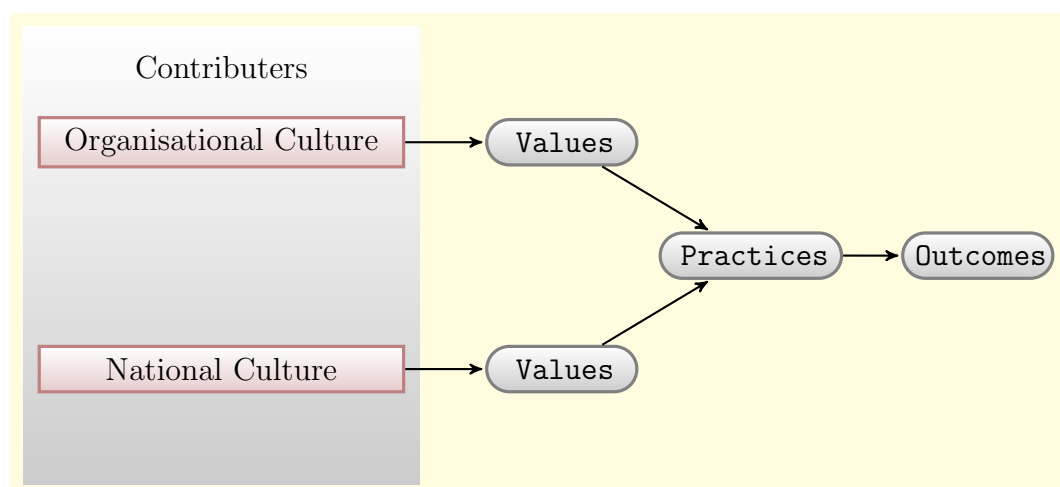 Contributers
Organisational Culture
Values
Practices
Outcomes
National Culture
Values